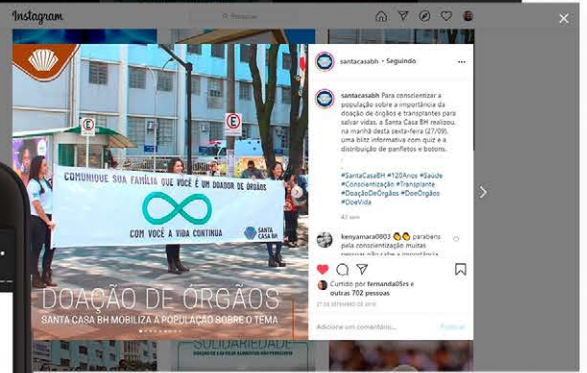 Instagram
Pesquisar
santacasabh • Seguindo
santacasabh Para conscientizar a
população sobre a importância da
doação de órgãos e transplantes para
salvar vidas, a Santa Casa BH realizou,
na manhã desta sexta-feira (27/09),
uma blitz informativa com quiz e a
distribuição de panfletos e botons.
.
.
#SantaCasaBH #120Anos #Saúde
#Conscientização #Transplante
#DoaçãoDeÓrgãos #DoeÓrgãos
#DoeVida
kenyamara0803 parabéns
pela conscientização muitas
pessoas não sabe a importância
Curtido por fernanda05rs e
outras 702 pessoas
27 DE SETEMBRO DE 2019
Adicione um comentário...
Publicar
E
E
COMUNIQUE SUA FAMÍLIA QUE VOCÊ É UM DOADOR DE ÓRGÃOS
COM VOCÊ A VIDA CONTINUA
SANTA
CASA BH
DOAÇÃO DE ÓRGÃOS
SANTA CASA BH MOBILIZA A POPULAÇÃO SOBRE O TEMA
SOLIDARIEDADE